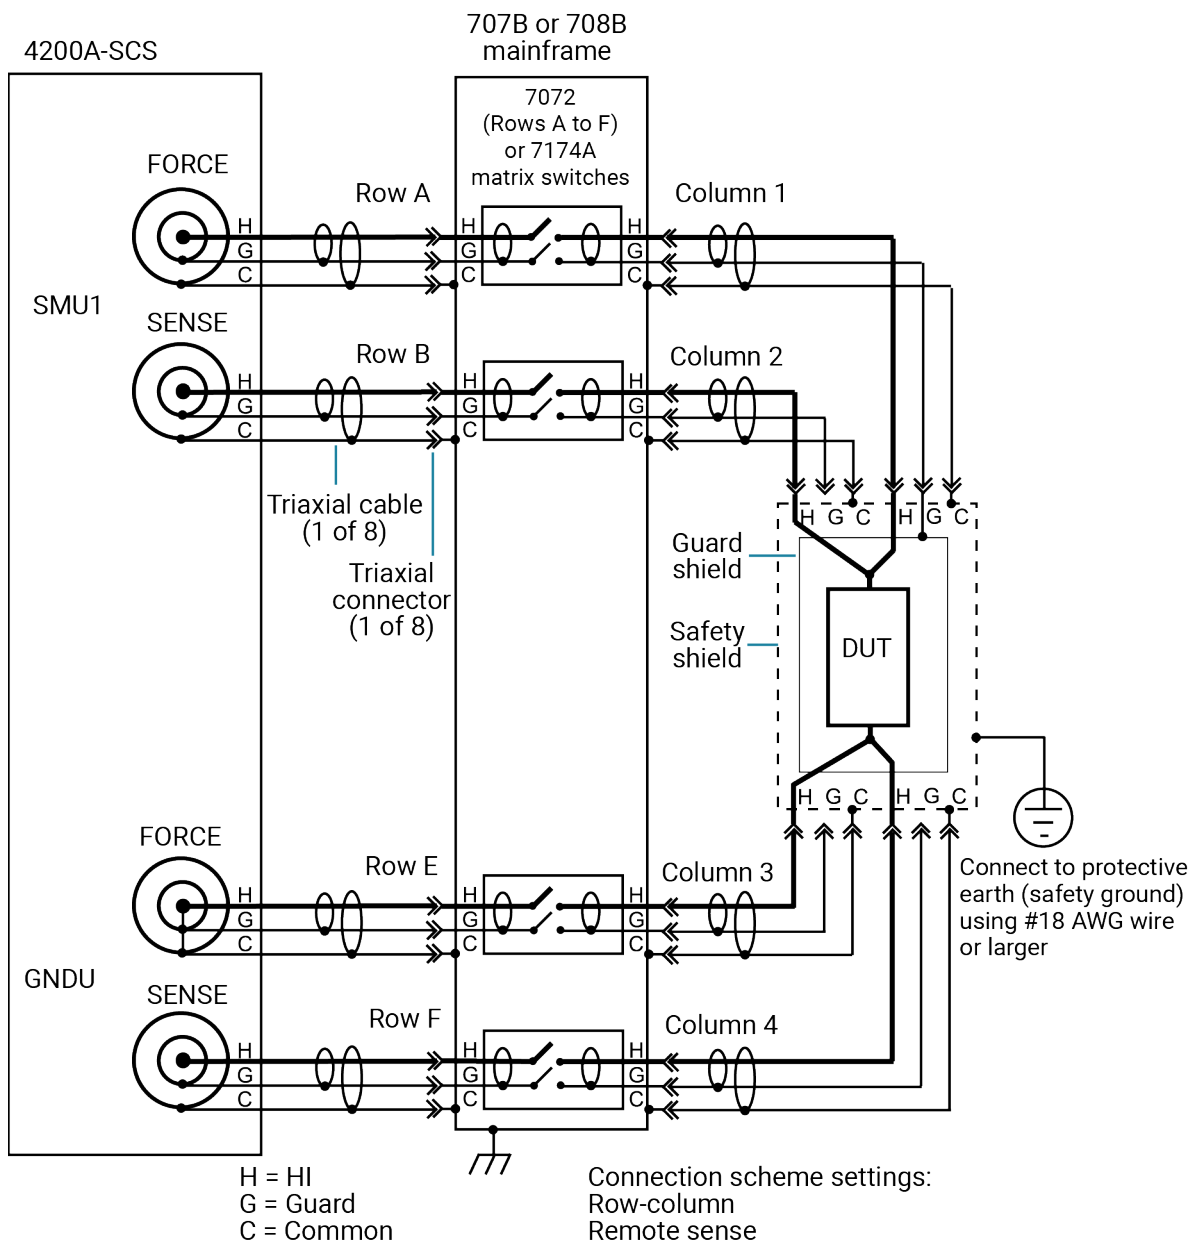 707B or 708B
mainframe
4200A-SCS
7072
(Rows A to F)
or 7174A
matrix switches
FORCE
Row A
Column 1
H
G
C
H
G
C
H
G
C
SMU1
SENSE
Row B
Column 2
H
G
C
H
G
C
H
G
C
Triaxial cable
(1 of 8)
Triaxial
connector
(1 of 8)
H G C H G C
Guard
shield
Safety
shield
DUT
H G C H G C
Connect to protective
earth (safety ground)
using #18 AWG wire
or larger
FORCE
Row E
Column 3
H
G
C
H
G
C
H
G
C
GNDU
SENSE
Row F
Column 4
H
G
C
H
G
C
H
G
C
H = HI
G = Guard
C = Common
Connection scheme settings:
Row-column
Remote sense